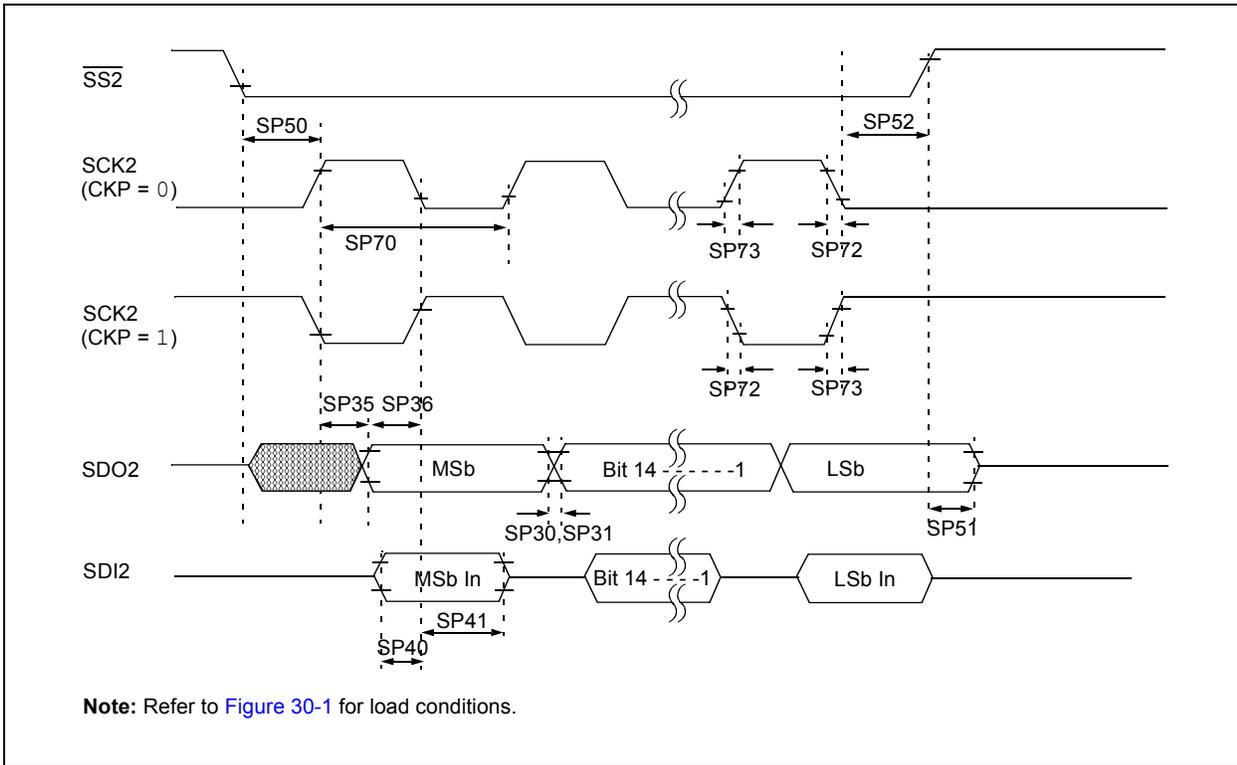 SS2
SP50
SP52
SCK2
(CKP = 0)
SP70
SP73
SP72
SCK2
(CKP = 1)
SP72
SP73
SP35
SP36
SDO2
MSb
Bit 14 - - - - - -1
LSb
SP30,SP31
SP51
SDI2
MSb In
Bit 14 - - - -1
LSb In
SP41
SP40
Note: Refer to Figure 30-1 for load conditions.